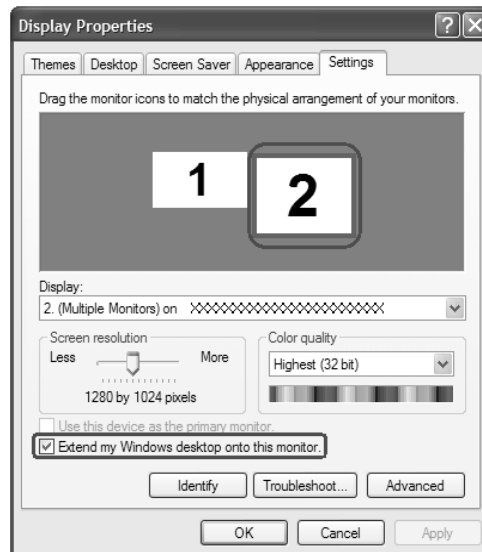 Display Properties
Themes Desktop Screen Saver Appearance Settings
Drag the monitor icons to match the physical arrangement of your monitors.
1 2
Display:
2. (Multiple Monitors) on XXXXXXXXXXXXXXXXXXXXXXXX
Screen resolution Color quality
Less More Highest (32 bit)
1280 by 1024 pixels
Use this device as the primary monitor.
Extend my Windows desktop onto this monitor.
Identify Troubleshoot... Advanced
OK Cancel Apply